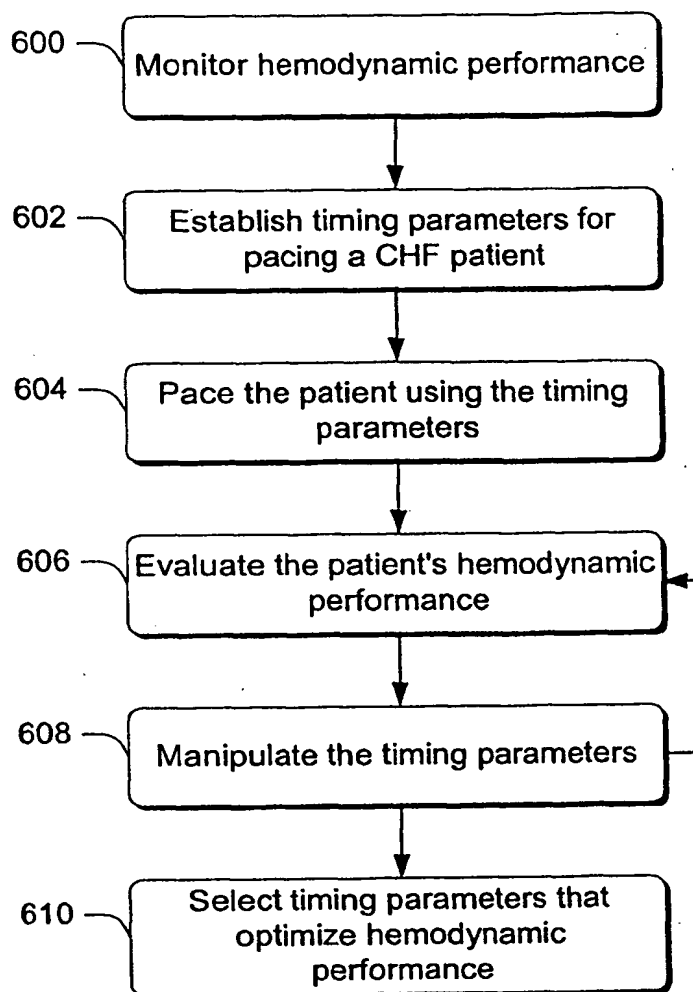 600
Monitor hemodynamic performance
602
Establish timing parameters for
pacing a CHF patient
604
Pace the patient using the timing
parameters
606
Evaluate the patient's hemodynamic
performance
608
Manipulate the timing parameters
610
Select timing parameters that
optimize hemodynamic
performance